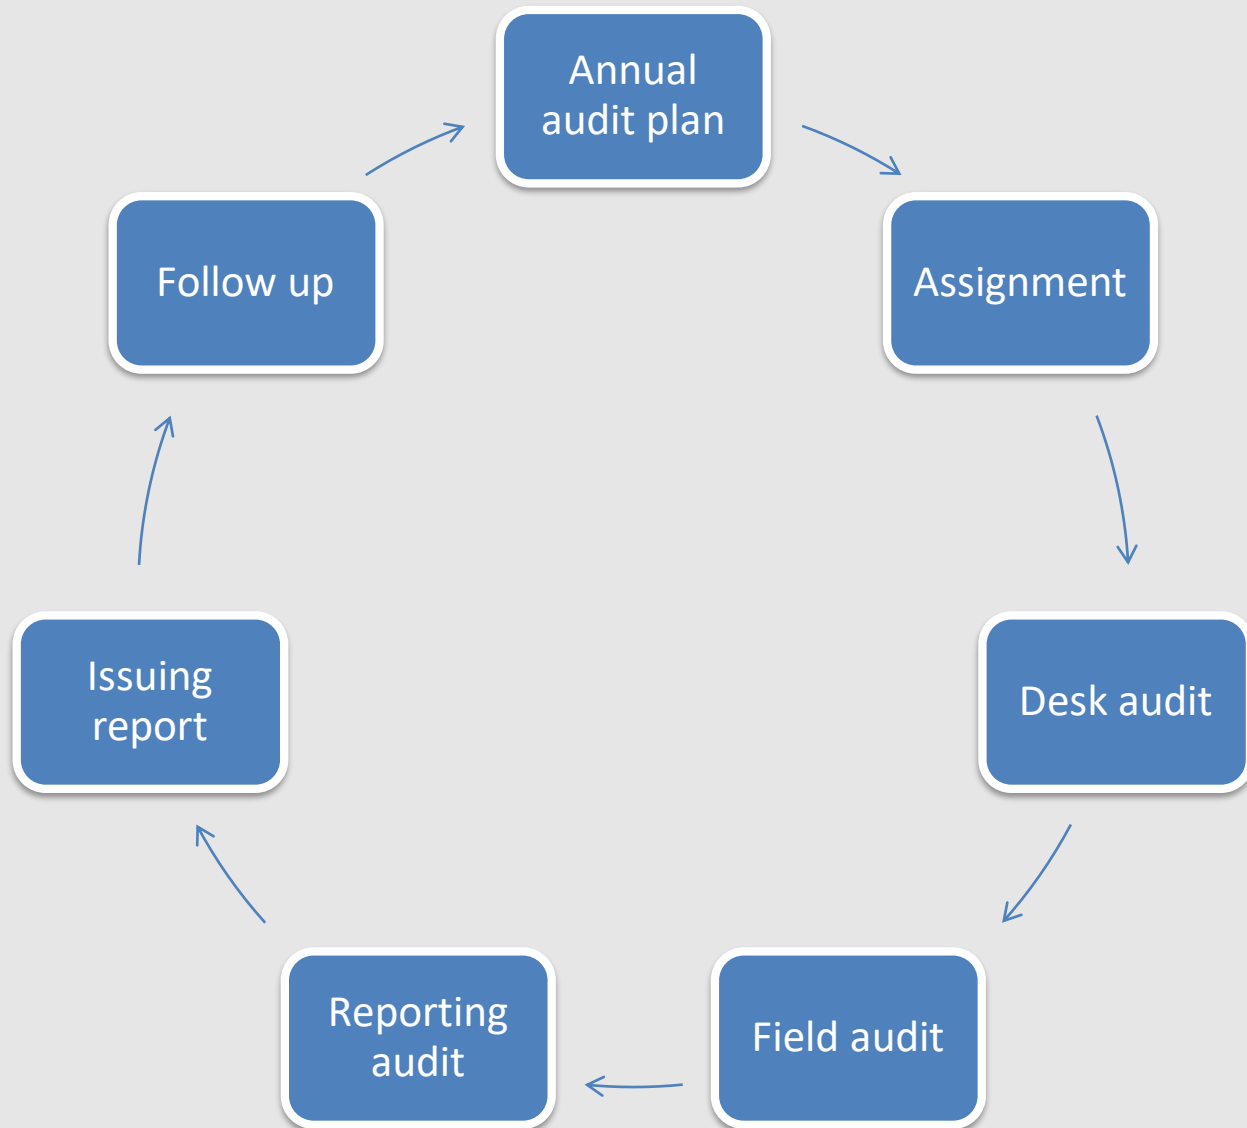 Annual
audit plan
Assignment
Desk audit
Field audit
Reporting
audit
Issuing
report
Follow up